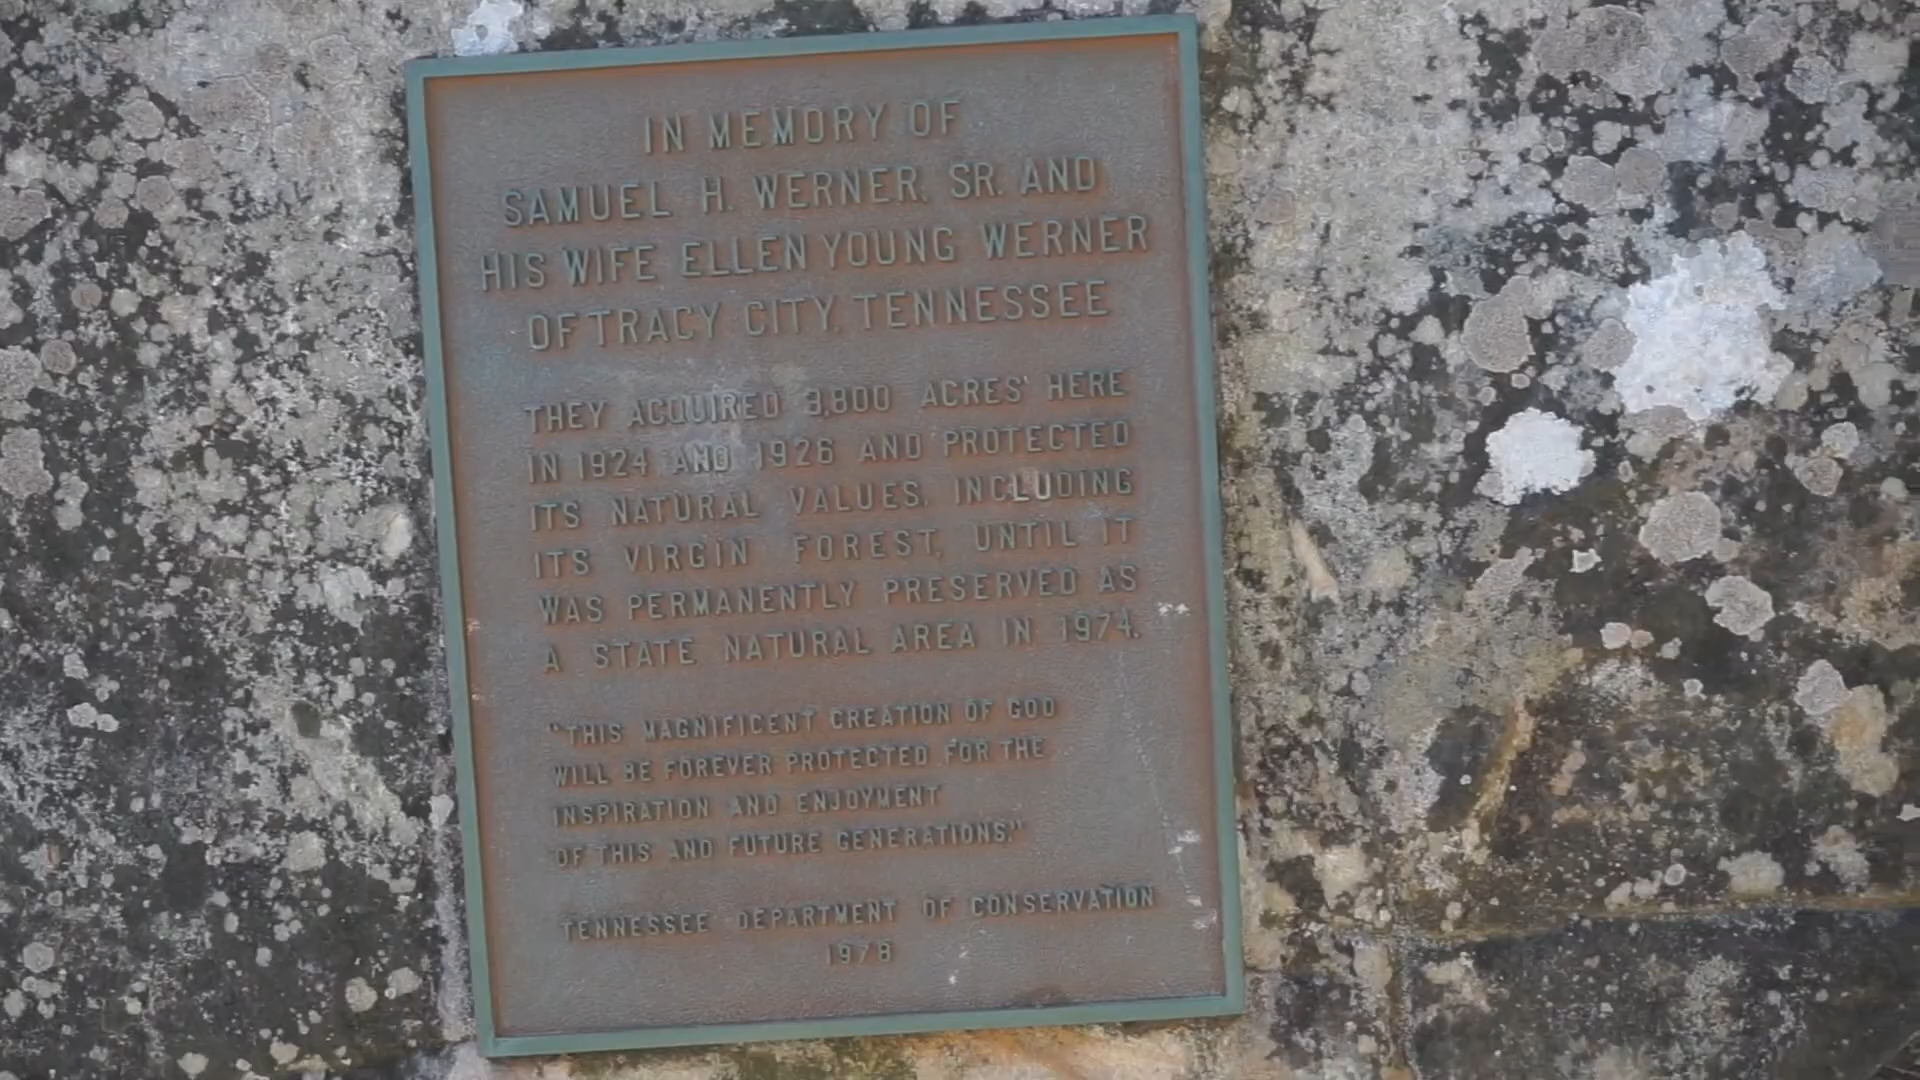 IN MEMORY OF
SAMUEL H. WERNER, SR. AND
HIS WIFE ELLEN YOUNG WERNER
OF TRACY CITY, TENNESSEE
THEY ACQUIRED 3,800 ACRES' HERE
IN 1924 AND 1926 AND PROTECTED
ITS NATURAL VALUES, INCLUDING
ITS VIRGIN FOREST, UNTIL IT
WAS PERMANENTLY PRESERVED AS
A STATE NATURAL AREA IN 1974.
"THIS MAGNIFICENT CREATION OF GOD
WILL BE FOREVER PROTECTED FOR THE
INSPIRATION AND ENJOYMENT
OF THIS AND FUTURE GENERATIONS."
TENNESSEE DEPARTMENT OF CONSERVATION
1978